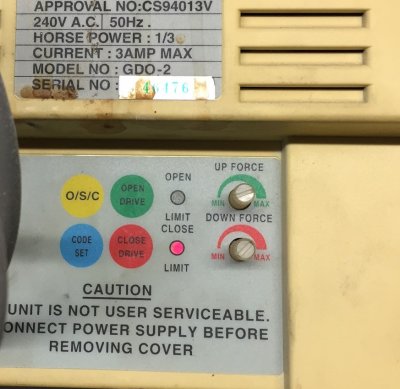 APPROVAL NO:CS94013V
240V A.C. 50Hz.
HORSE POWER : 1/3
CURRENT : 3AMP MAX
MODEL NO : GDO-2
SERIAL NO :
O/S/C
OPEN DRIVE
OPEN
LIMIT
CODE SET
CLOSE DRIVE
CLOSE
LIMIT
UP FORCE
MIN MAX
DOWN FORCE
MIN MAX
CAUTION
UNIT IS NOT USER SERVICEABLE.
ONNECT POWER SUPPLY BEFORE
REMOVING COVER